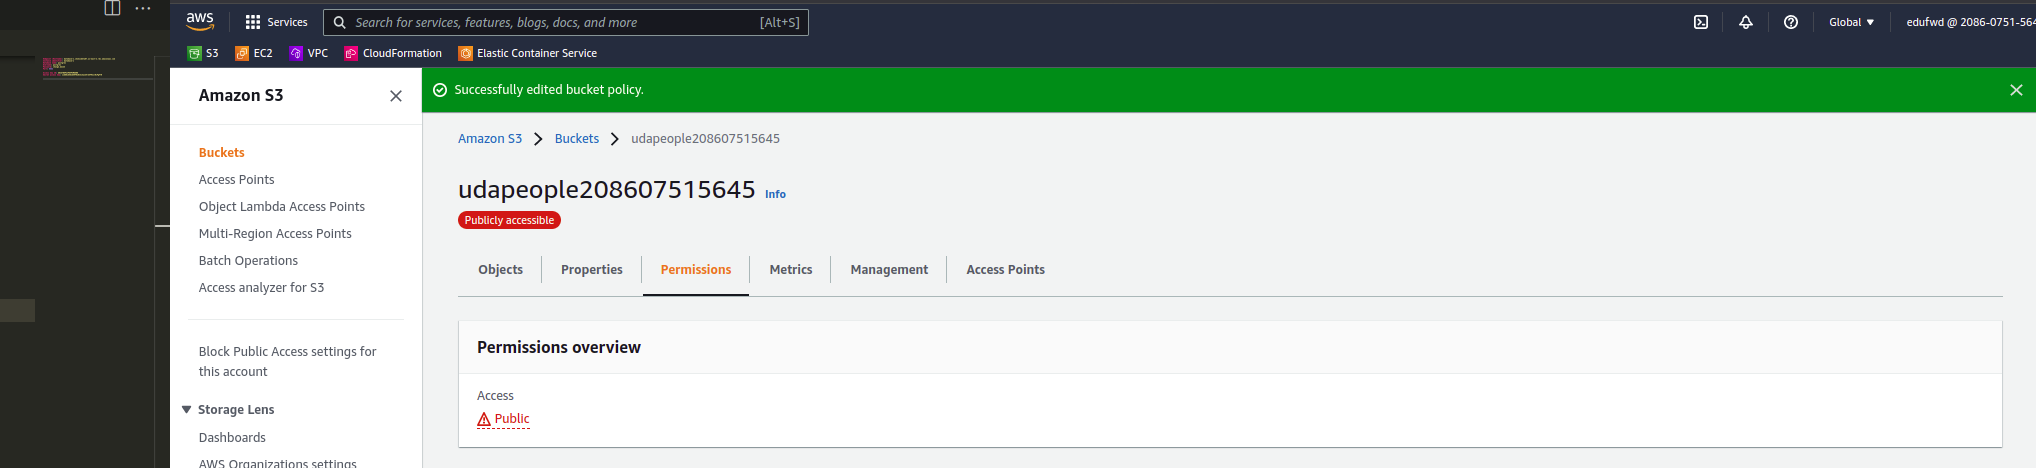 aws
Services
Search for services, features, blogs, docs, and more
[Alt+S]
Global
edufwd @ 2086-0751-564
S3
EC2
VPC
CloudFormation
Elastic Container Service
Amazon S3
Successfully edited bucket policy.
Buckets
Access Points
Object Lambda Access Points
Multi-Region Access Points
Batch Operations
Access analyzer for S3
Block Public Access settings for
this account
Storage Lens
Dashboards
AWS Organizations settings
Amazon S3
Buckets
udapeople208607515645
udapeople208607515645
Info
Publicly accessible
Objects
Properties
Permissions
Metrics
Management
Access Points
Permissions overview
Access
Public